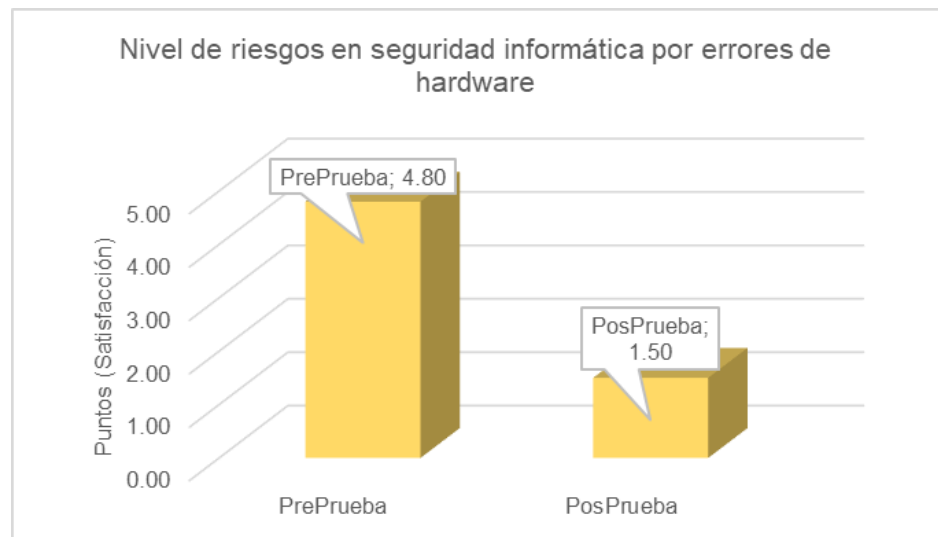 Nivel de riesgos en seguridad informática por errores de
hardware
PrePrueba; 4.80
PosPrueba;
1.50
Puntos (Satisfacción)
5.00
4.00
3.00
2.00
1.00
0.00
PrePrueba
PosPrueba